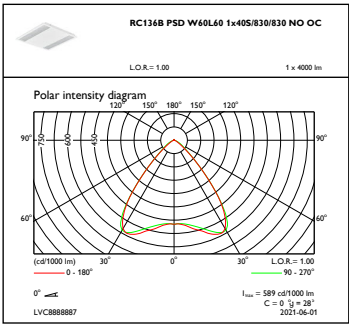 RC136B PSD W60L60 1x40S/830/830 NO OC
L.O.R.= 1.00 1 x 4000 lm
Polar intensity diagram
120° 150° 180° 150° 120°
90° 750 600 450 90°
60° 60°
(cd/1000 lm) 30° 0° 30° L.O.R.= 1.00
0 - 180° 90 - 270°
0° Imax = 589 cd/1000 lm
C = 0 °g = 28°
LVC8888887 2021-06-01